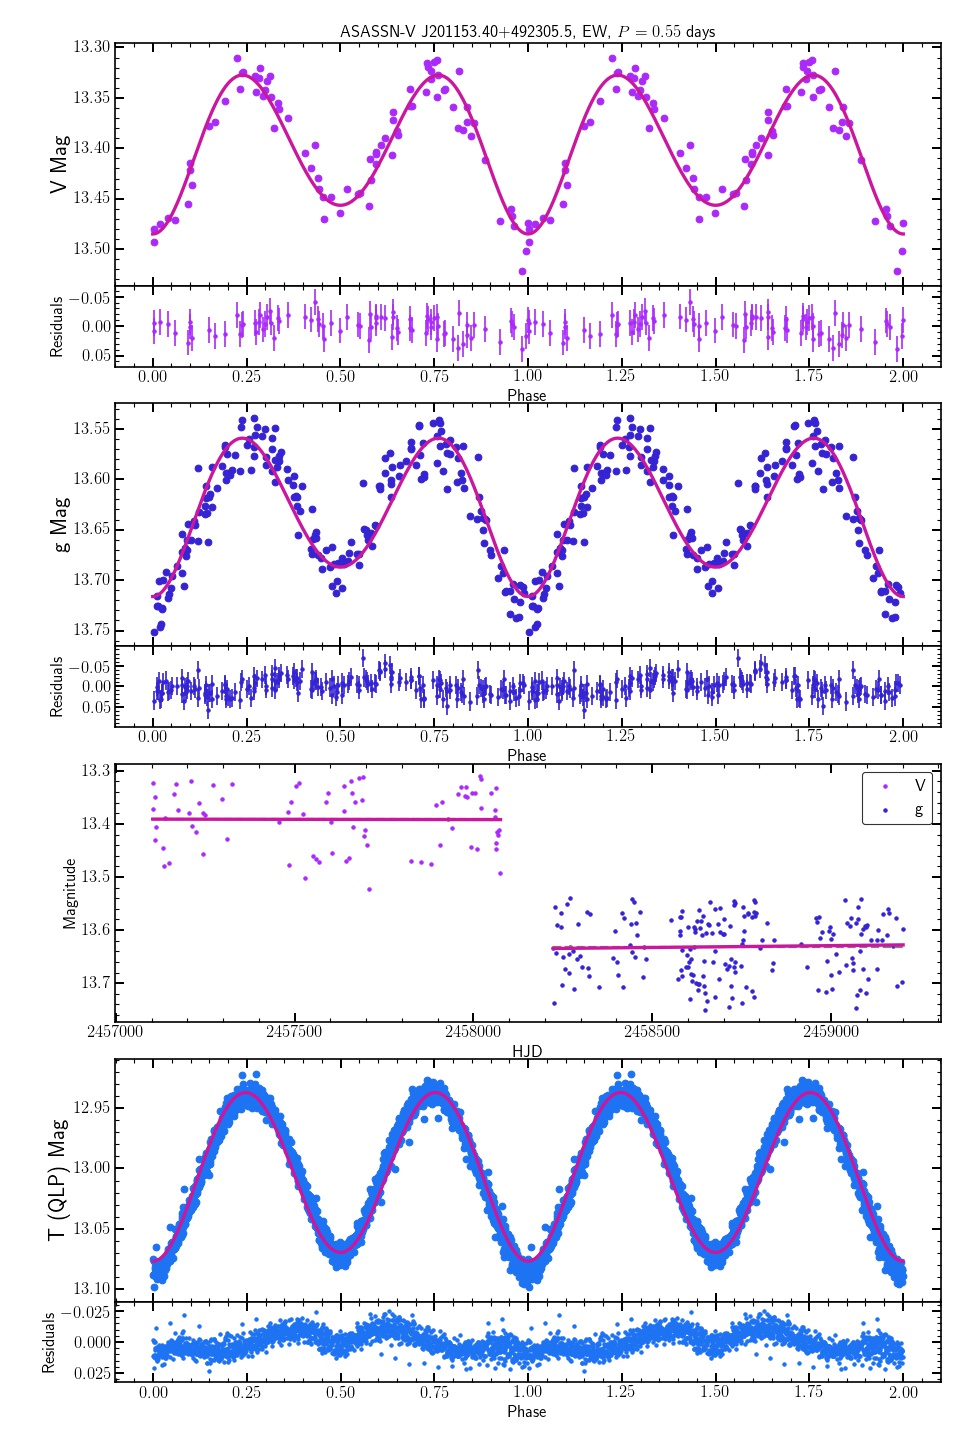 ASASSN-V J201153.40+492305.5, EW, P = 0.55 days
13.30
13.35
13.40
13.45
13.50
V Mag
−0.05
0.00
0.05
Residuals
0.00 0.25 0.50 0.75 1.00 1.25 1.50 1.75 2.00
Phase
13.55
13.60
13.65
13.70
13.75
g Mag
−0.05
0.00
0.05
Residuals
0.00 0.25 0.50 0.75 1.00 1.25 1.50 1.75 2.00
Phase
13.3
13.4
13.5
13.6
13.7
Magnitude
V
g
2457000 2457500 2458000 2458500 2459000
HJD
12.95
13.00
13.05
13.10
T (QLP) Mag
−0.025
0.000
0.025
Residuals
0.00 0.25 0.50 0.75 1.00 1.25 1.50 1.75 2.00
Phase